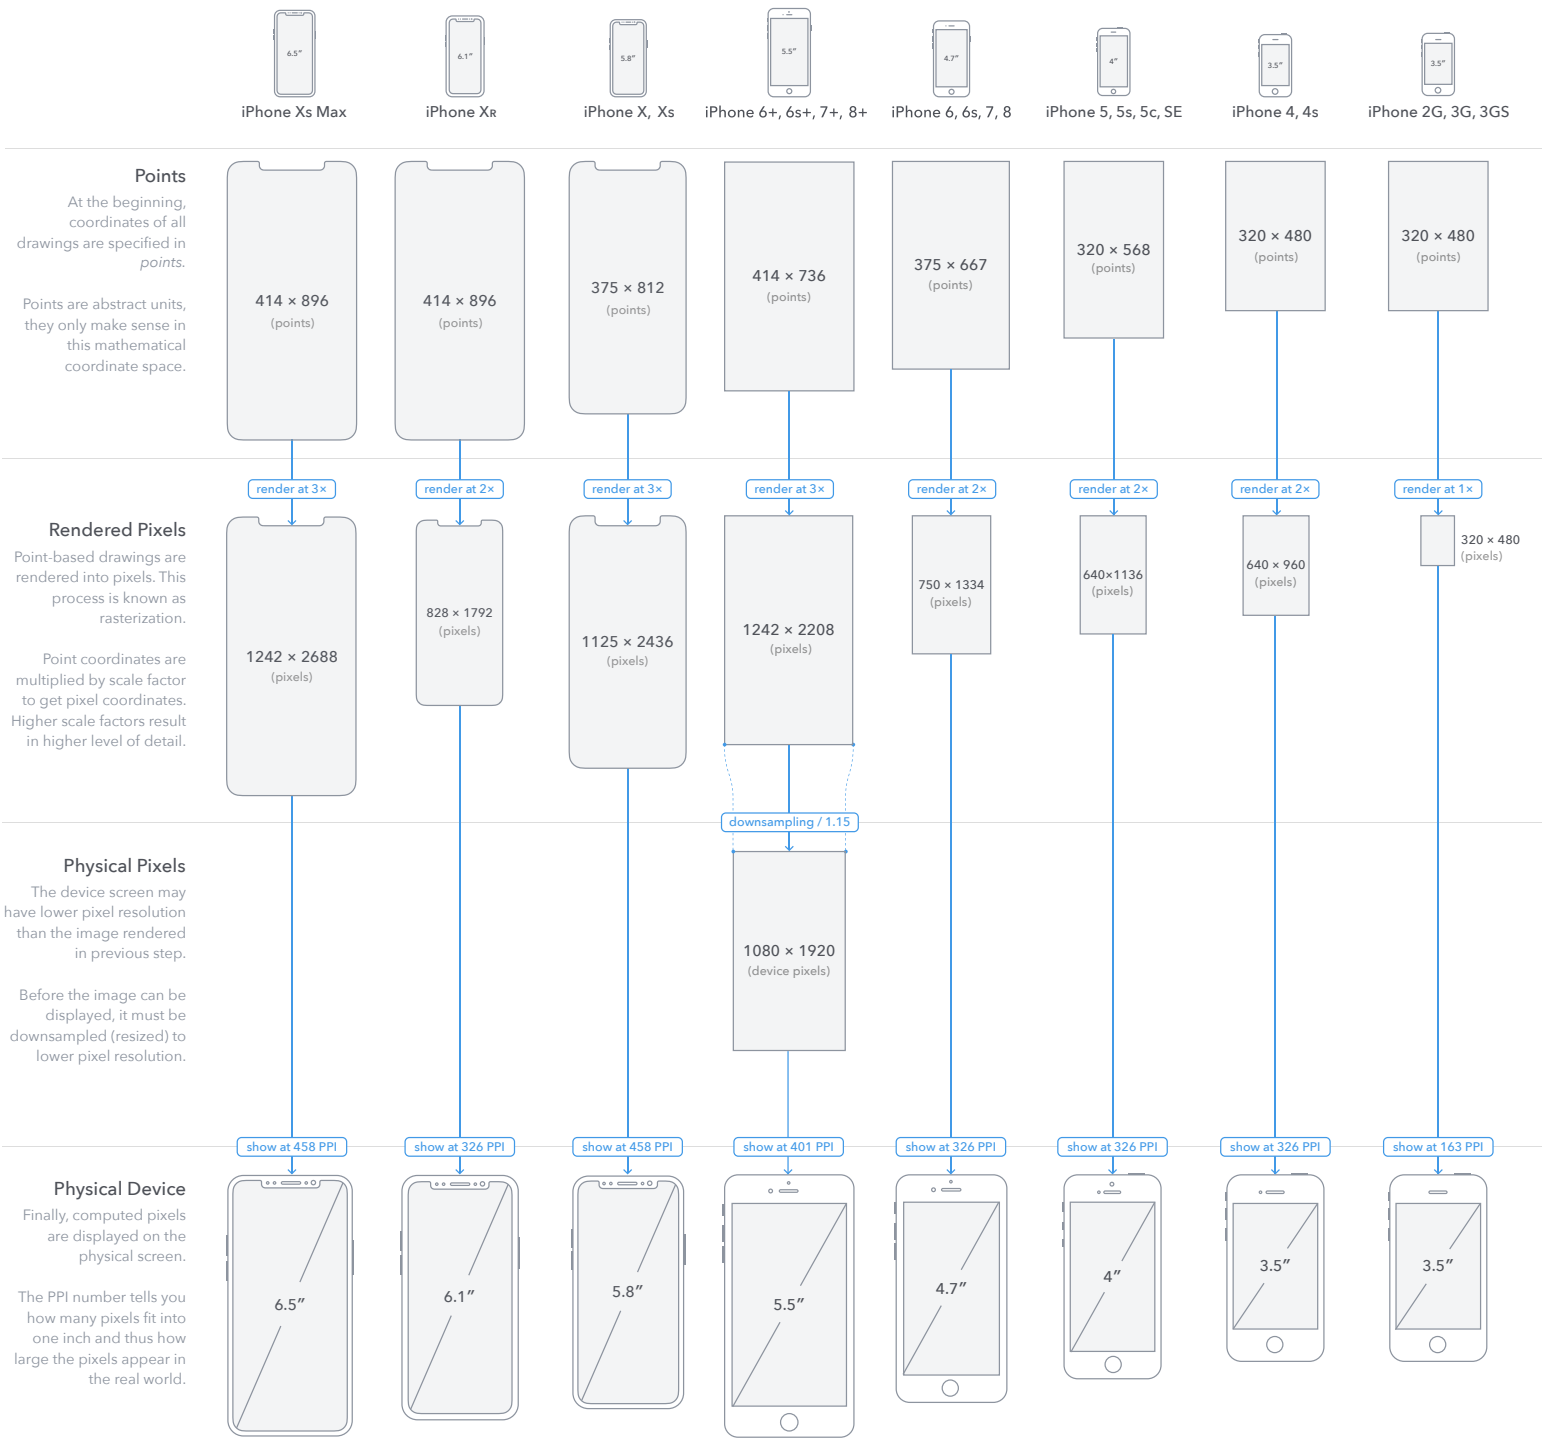 6.5″
6.1″
5.8″
5.5″
4.7″
4″
3.5″
3.5″
iPhone Xs Max
iPhone XR
iPhone X, Xs
iPhone 6+, 6s+, 7+, 8+
iPhone 6, 6s, 7, 8
iPhone 5, 5s, 5c, SE
iPhone 4, 4s
iPhone 2G, 3G, 3GS
Points
At the beginning,
coordinates of all
drawings are specified in
points.
Points are abstract units,
they only make sense in
this mathematical
coordinate space.
414 × 896
(points)
414 × 896
(points)
375 × 812
(points)
414 × 736
(points)
375 × 667
(points)
320 × 568
(points)
320 × 480
(points)
320 × 480
(points)
render at 3×
render at 2×
render at 3×
render at 3×
render at 2×
render at 2×
render at 2×
render at 1×
Rendered Pixels
Point-based drawings are
rendered into pixels. This
process is known as
rasterization.
Point coordinates are
multiplied by scale factor
to get pixel coordinates.
Higher scale factors result
in higher level of detail.
1242 × 2688
(pixels)
828 × 1792
(pixels)
1125 × 2436
(pixels)
1242 × 2208
(pixels)
750 × 1334
(pixels)
640×1136
(pixels)
640 × 960
(pixels)
320 × 480
(pixels)
downsampling / 1.15
Physical Pixels
The device screen may
have lower pixel resolution
than the image rendered
in previous step.
Before the image can be
displayed, it must be
downsampled (resized) to
lower pixel resolution.
1080 × 1920
(device pixels)
show at 458 PPI
show at 326 PPI
show at 458 PPI
show at 401 PPI
show at 326 PPI
show at 326 PPI
show at 326 PPI
show at 163 PPI
Physical Device
Finally, computed pixels
are displayed on the
physical screen.
The PPI number tells you
how many pixels fit into
one inch and thus how
large the pixels appear in
the real world.
6.5″
6.1″
5.8″
5.5″
4.7″
4″
3.5″
3.5″